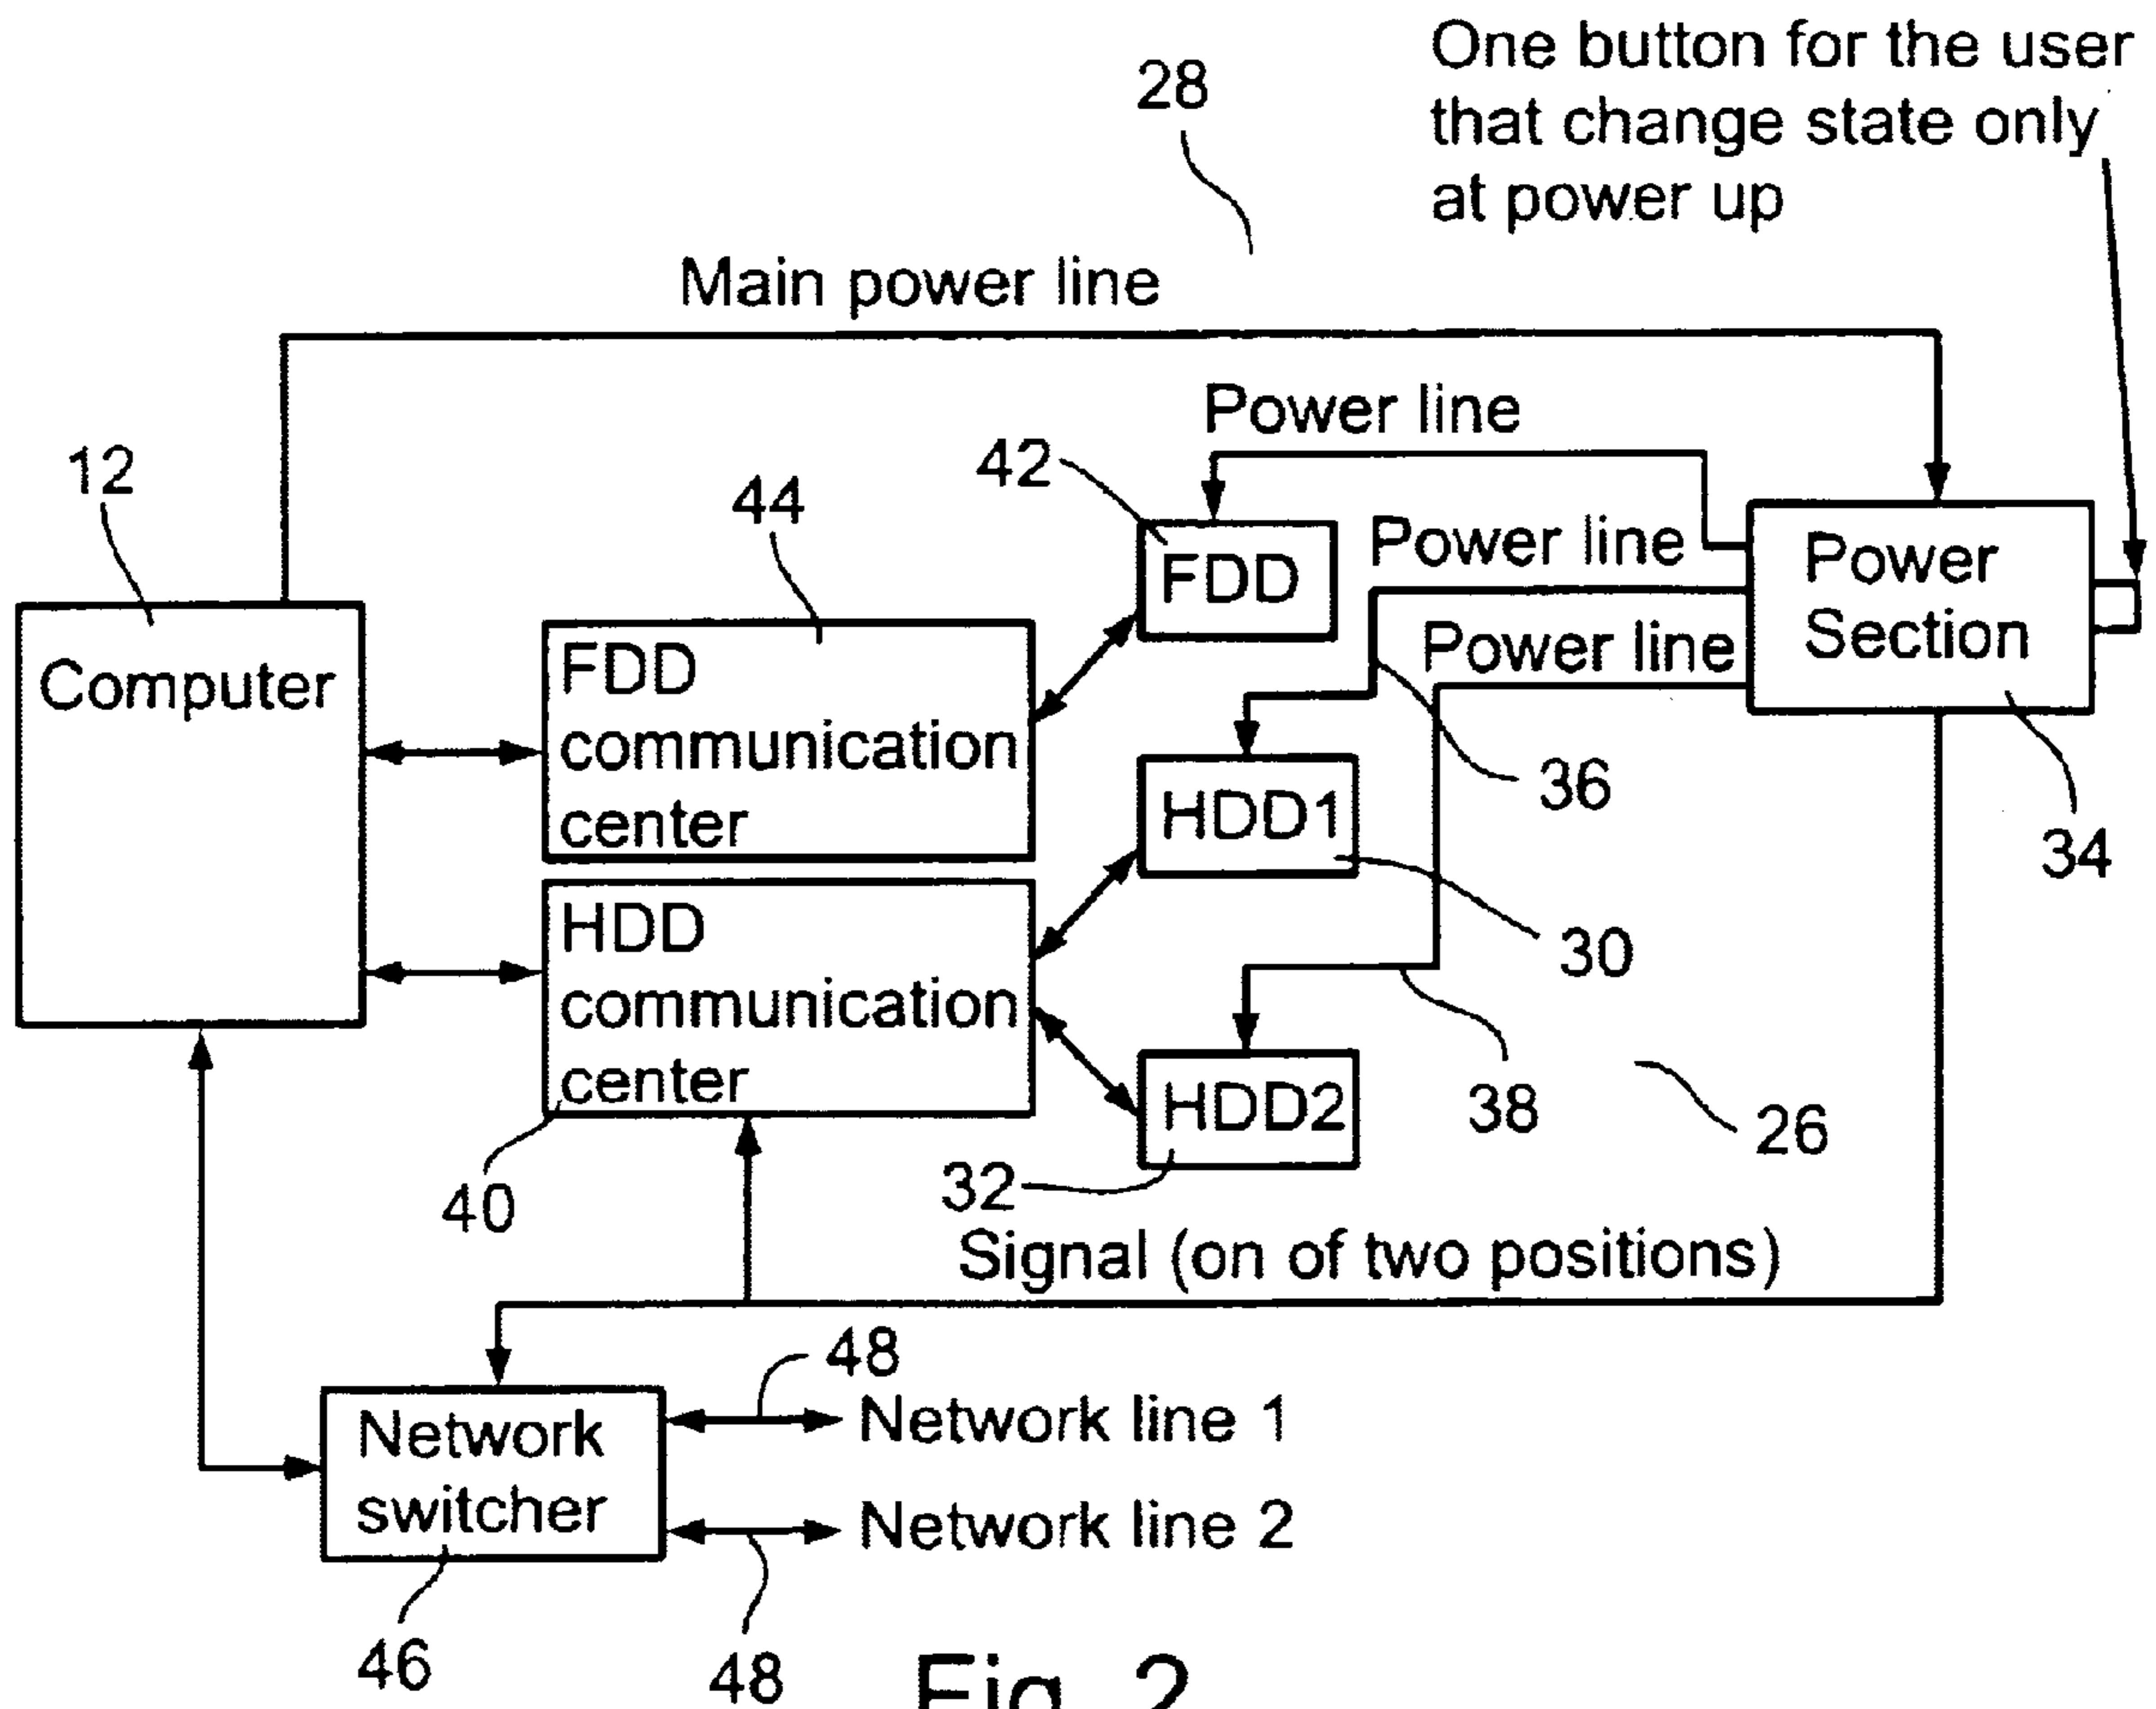 One button for the user
that change state only
at power up
28
Main power line
Power line
12
44
42
FDD
Power line
Power
Section
Power line
Computer
FDD
communication
center
36
HDD1
34
HDD
communication
center
30
38
HDD2
26
40
32
Signal (on of two positions)
48
Network line 1
Network
switcher
Network line 2
46
48
Fig. 2